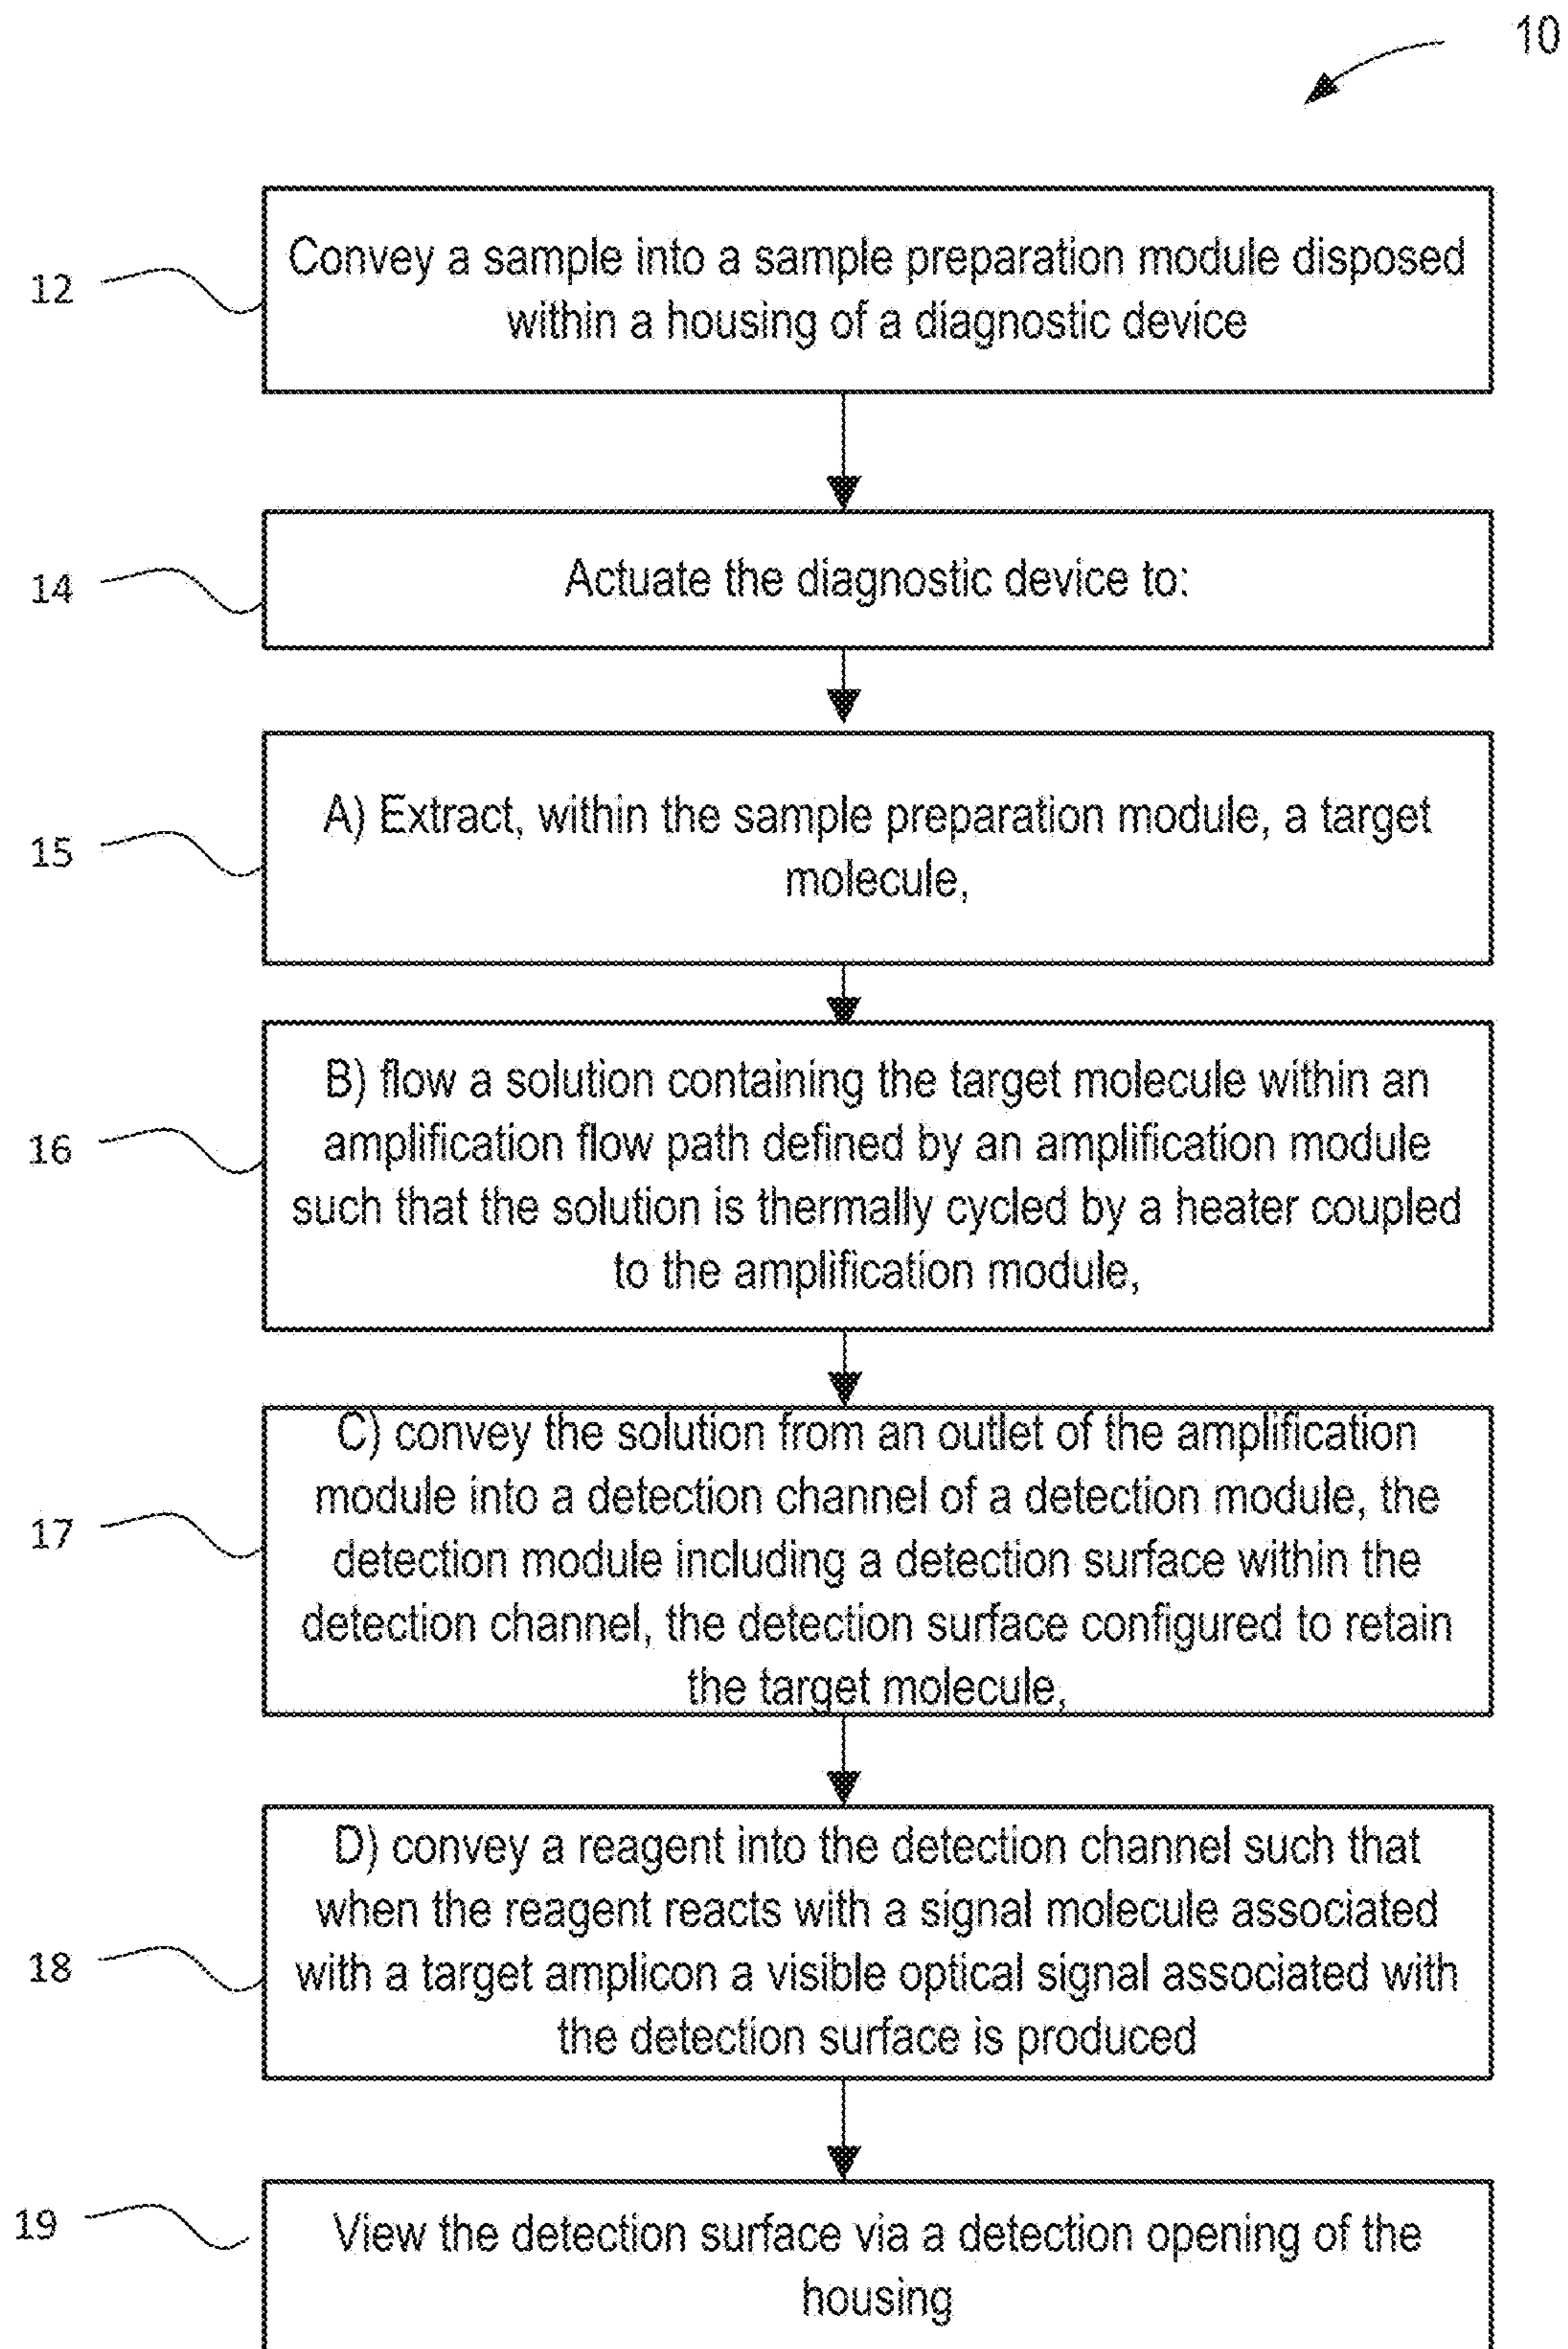 10
12
Convey a sample into a sample preparation module disposed
within a housing of a diagnostic device
14
Actuate the diagnostic device to:
15
A) Extract, within the sample preparation module, a target
molecule,
16
B) flow a solution containing the target molecule within an
amplification flow path defined by an amplification module
such that the solution is thermally cycled by a heater coupled
to the amplification module,
17
C) convey the solution from an outlet of the amplification
module into a detection channel of a detection module, the
detection module including a detection surface within the
detection channel, the detection surface configured to retain
the target molecule,
18
D) convey a reagent into the detection channel such that
when the reagent reacts with a signal molecule associated
with a target amplicon a visible optical signal associated with
the detection surface is produced
19
View the detection surface via a detection opening of the
housing